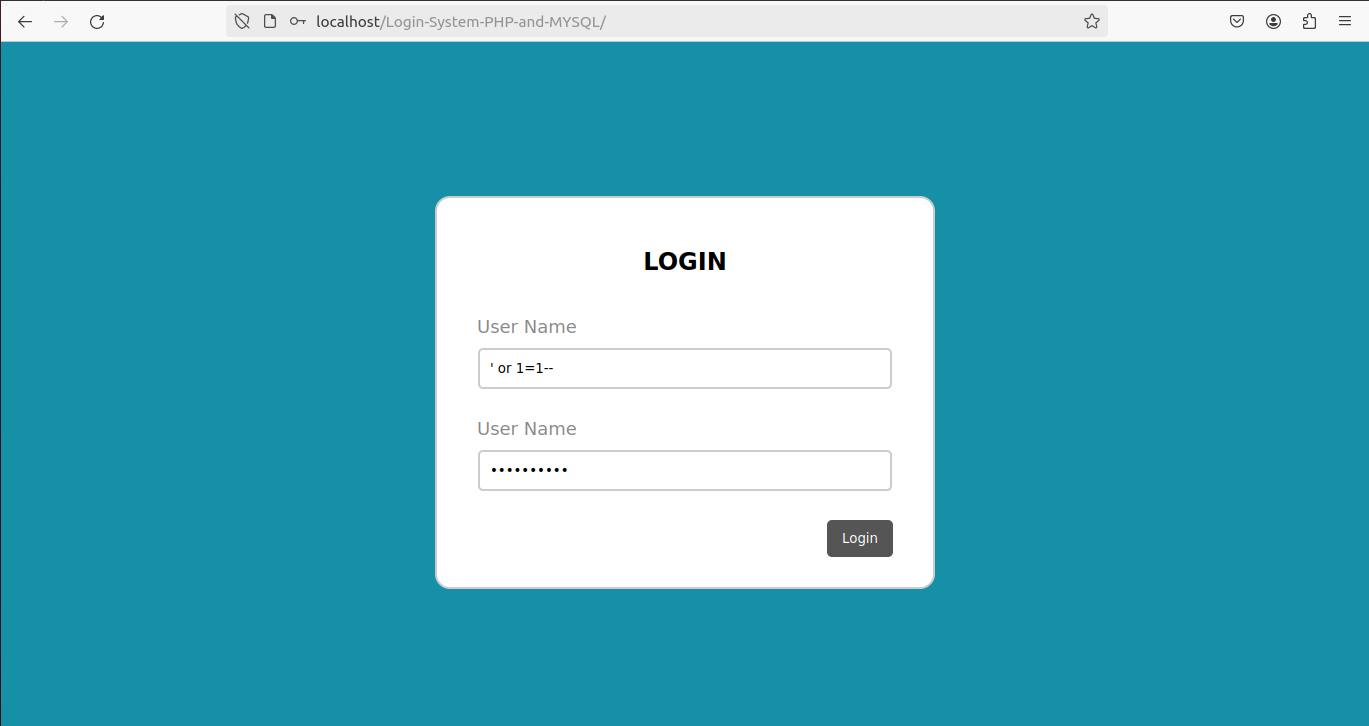 localhost/Login-System-PHP-and-MYSQL/
LOGIN
User Name
' or 1=1--
User Name
••••••••••
Login